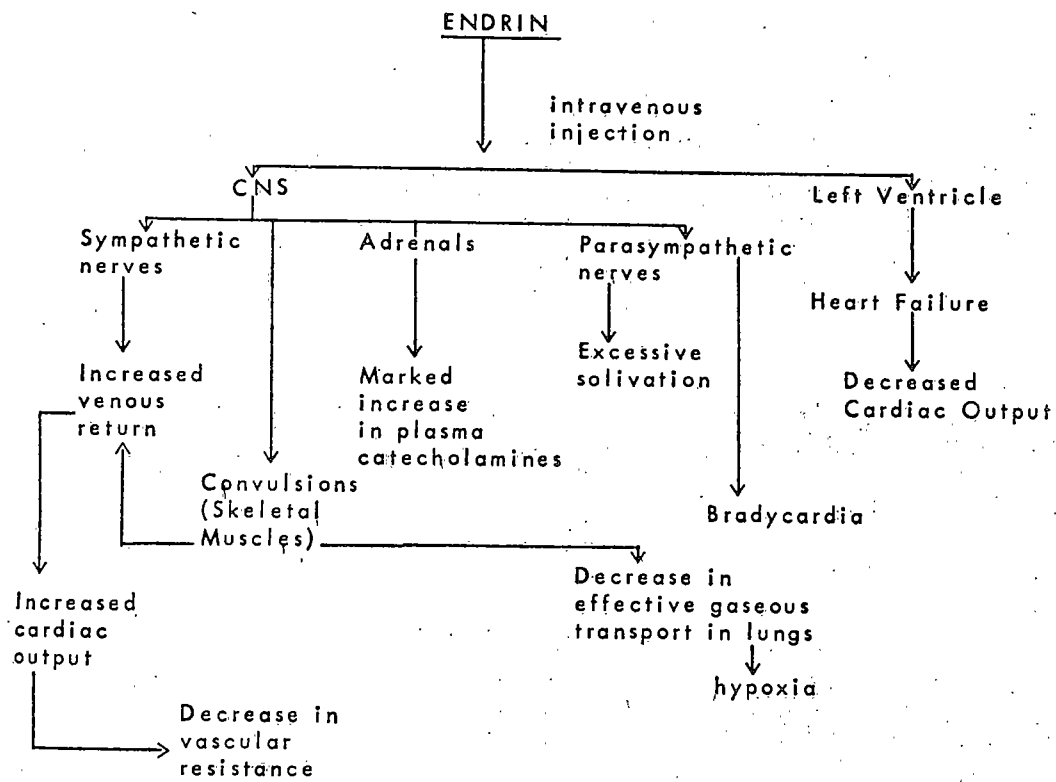 ENDRIN
intravenous
injection
CNS
Left Ventricle
Sympathetic
nerves
Adrenals
Parasympathetic
nerves
Heart Failure
Increased
venous
return
Marked
increase
in plasma
catecholamines
Excessive
salivation
Decreased
Cardiac Output
Convulsions
(Skeletal
Muscles)
Bradycardia
Increased
cardiac
output
Decrease in
effective gaseous
transport in lungs
hypoxia
Decrease in
vascular
resistance